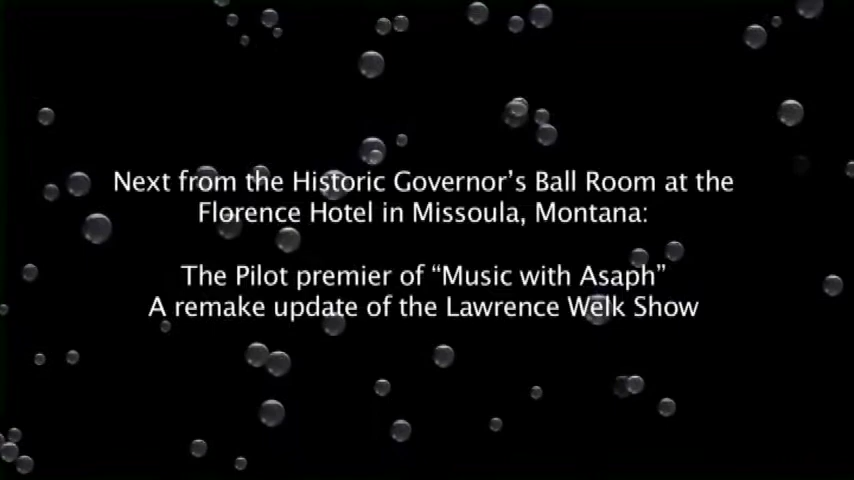 Next from the Historic Governor's Ball Room at the
Florence Hotel in Missoula, Montana:
The Pilot premier of “Music with Asaph”
A remake update of the Lawrence Welk Show